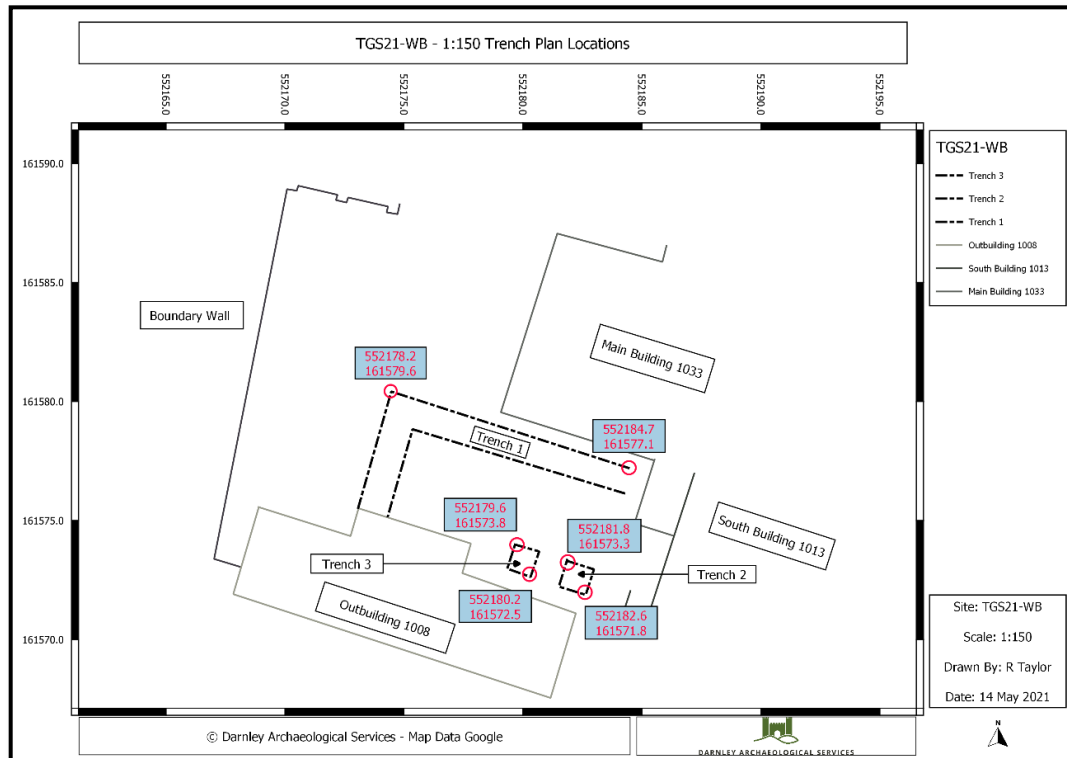 TGS21-WB - 1:150 Trench Plan Locations
552165.0
552170.0
552175.0
552180.0
552185.0
552190.0
552195.0
161590.0
161585.0
161580.0
161575.0
161570.0
Boundary Wall
Main Building 1033
552178.2
161579.6
Trench 1
552184.7
161577.1
552179.6
161573.8
552181.8
161573.3
South Building 1013
Trench 3
Trench 2
552180.2
161572.5
552182.6
161571.8
Outbuilding 1008
TGS21-WB
Trench 3
Trench 2
Trench 1
Outbuilding 1008
South Building 1013
Main Building 1033
Site: TGS21-WB
Scale: 1:150
Drawn By: R Taylor
Date: 14 May 2021
© Darnley Archaeological Services - Map Data Google
DARNLEY ARCHAEOLOGICAL SERVICES
N